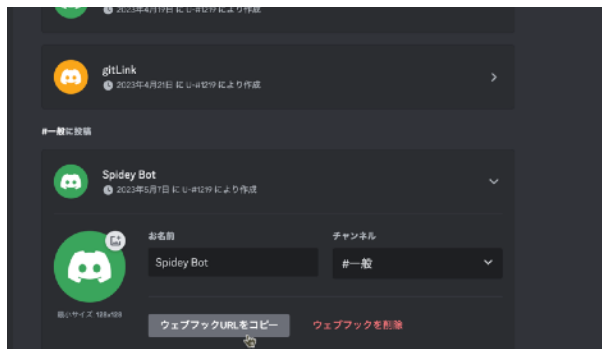 2023年4月19日 に U-#1219 により作成
gitLink
2023年4月21日 に U-#1219 により作成
#一般に投稿
Spidey Bot
2023年5月7日 に U-#1219 により作成
お名前
チャンネル
Spidey Bot
#一般
最小サイズ 128x128
ウェブフックURLをコピー
ウェブフックを削除